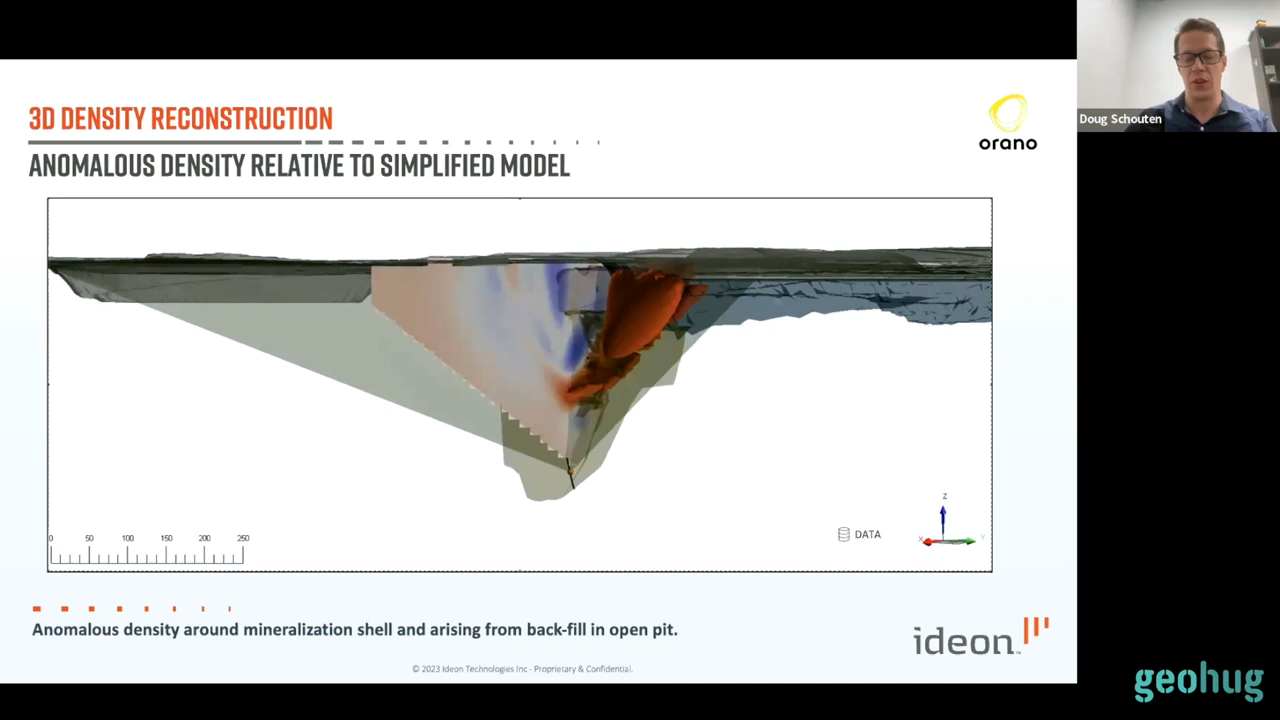 3D DENSITY RECONSTRUCTION
ANOMALOUS DENSITY RELATIVE TO SIMPLIFIED MODEL
orano
Doug Schouten
0 50 100 150 200 250
DATA
Z
X
Y
Anomalous density around mineralization shell and arising from back-fill in open pit.
ideon
© 2023 Ideon Technologies Inc - Proprietary & Confidential.
geohug